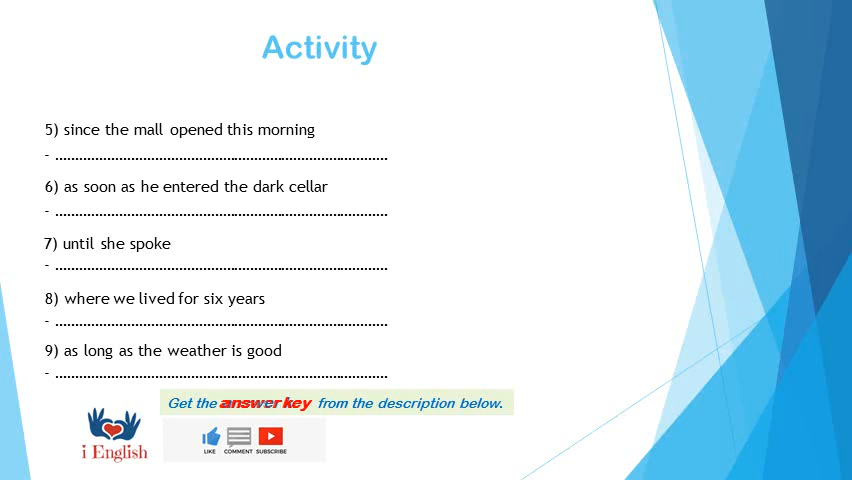 Activity
5) since the mall opened this morning
- ....................................................................................
6) as soon as he entered the dark cellar
- ....................................................................................
7) until she spoke
- ....................................................................................
8) where we lived for six years
- ....................................................................................
9) as long as the weather is good
- ....................................................................................
Get the answer key from the description below.
i English
LIKE COMMENT SUBSCRIBE